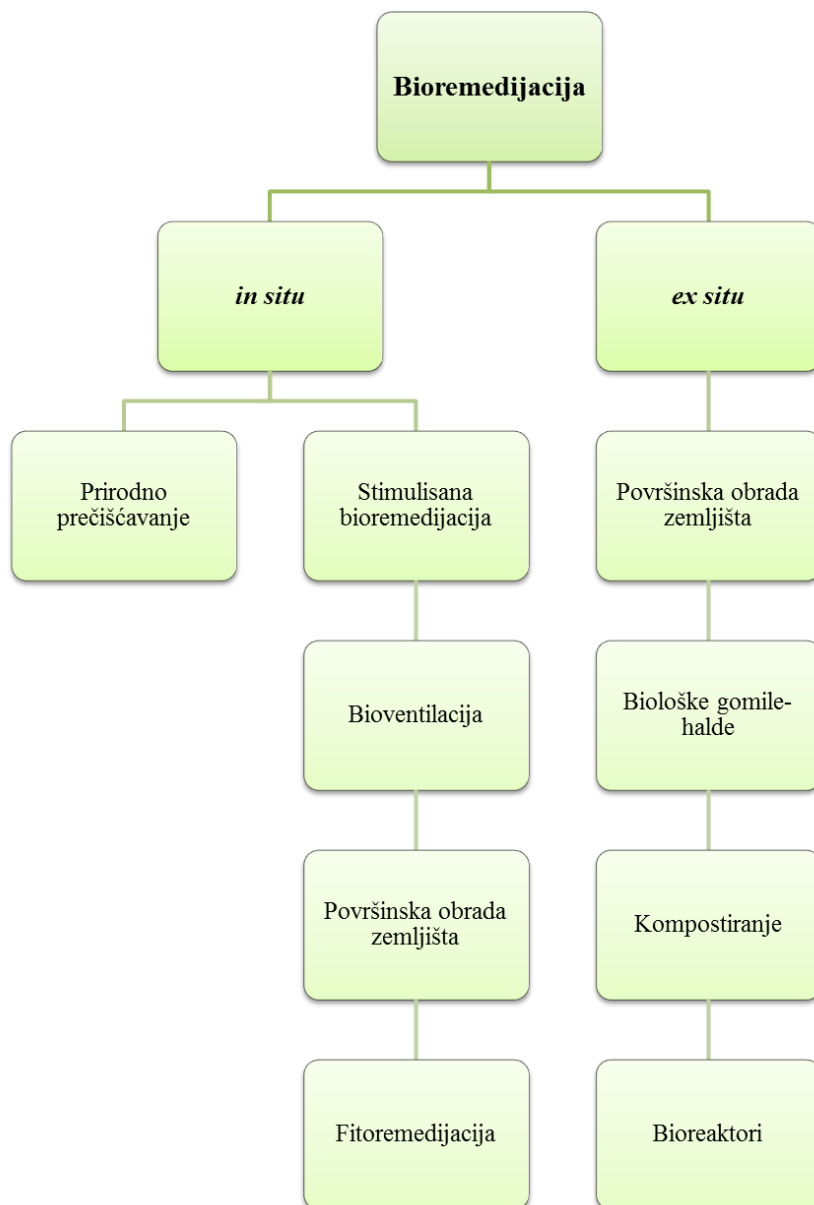 Bioremedijacija
in situ
ex situ
Prirodno
prečišćavanje
Stimulisana
bioremedijacija
Površinska obrada
zemljišta
Bioventilacija
Biološke gomile-
halde
Površinska obrada
zemljišta
Kompostiranje
Fitoremedijacija
Bioreaktori